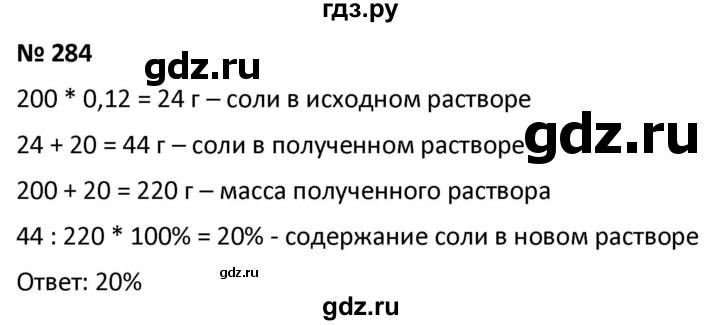 гдз.ру
№ 284
gdz.ru
200 * 0,12 = 24 г – соли в исходном растворе
24 + 20 = 44 г – соли в полученном растворе
gdz.ru
200 + 20 = 220 г – масса полученного раствора
44 : 220 * 100% = 20% - содержание соли в новом растворе
gdz.ru
Ответ: 20%
gdz.ru